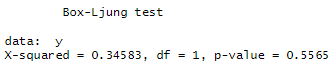 Box-Ljung test
data:  y
X-squared = 0.34583, df = 1, p-value = 0.5565